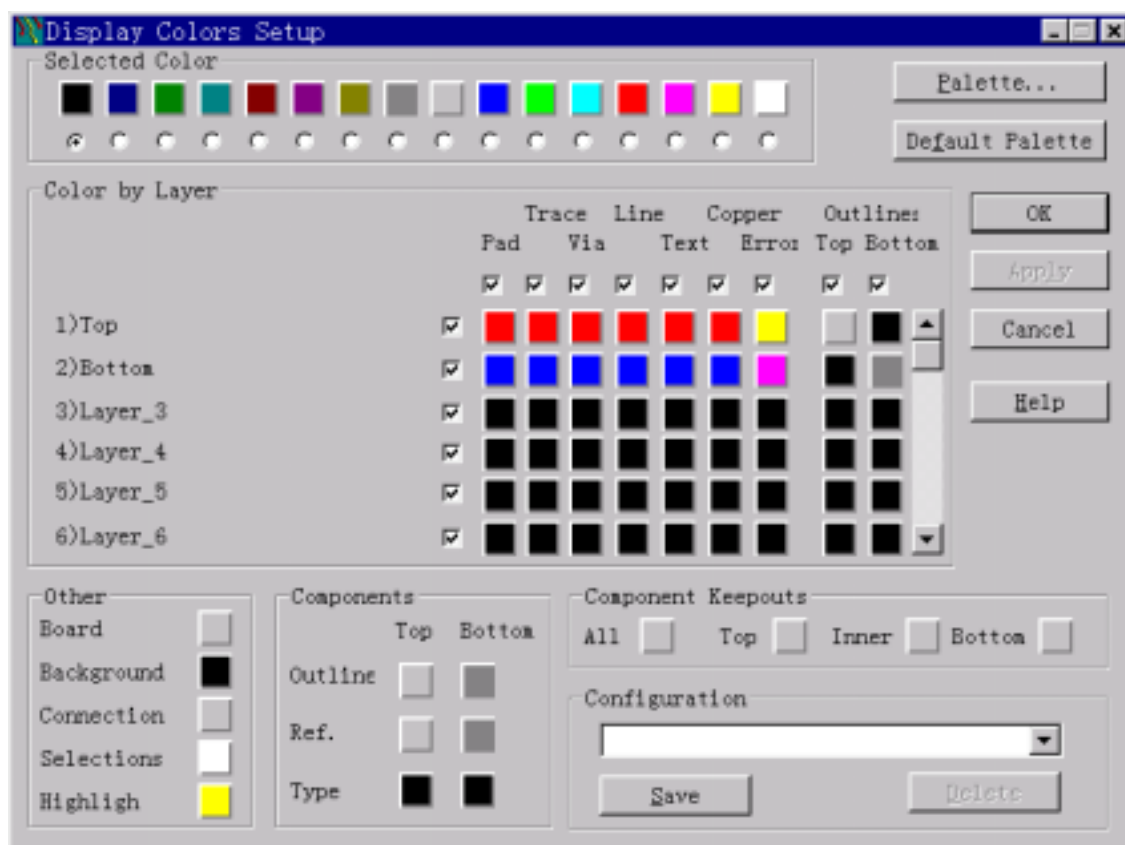 Display Colors Setup
Selected Color
Palette...
Default Palette
Color by Layer
Trace Line Copper Outlines
Pad Via Text Error Top Bottom
OK
Apply
1)Top
Cancel
2)Bottom
3)Layer_3
Help
4)Layer_4
5)Layer_5
6)Layer_6
Other
Board
Background
Connection
Selections
Highligh
Components
Top Bottom
Outline
Ref.
Type
Component Keepouts
All Top Inner Bottom
Configuration
Save
Delete